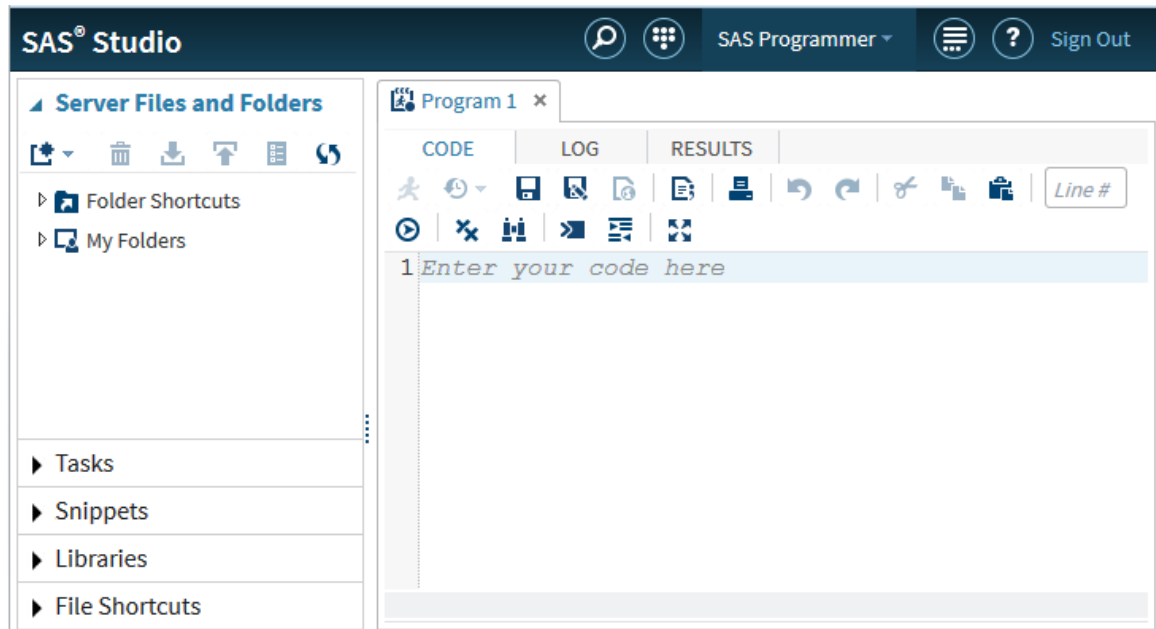 SAS® Studio
SAS Programmer
?
Sign Out
Server Files and Folders
Folder Shortcuts
My Folders
Tasks
Snippets
Libraries
File Shortcuts
Program 1 ×
CODE LOG RESULTS
Line #
1 Enter your code here